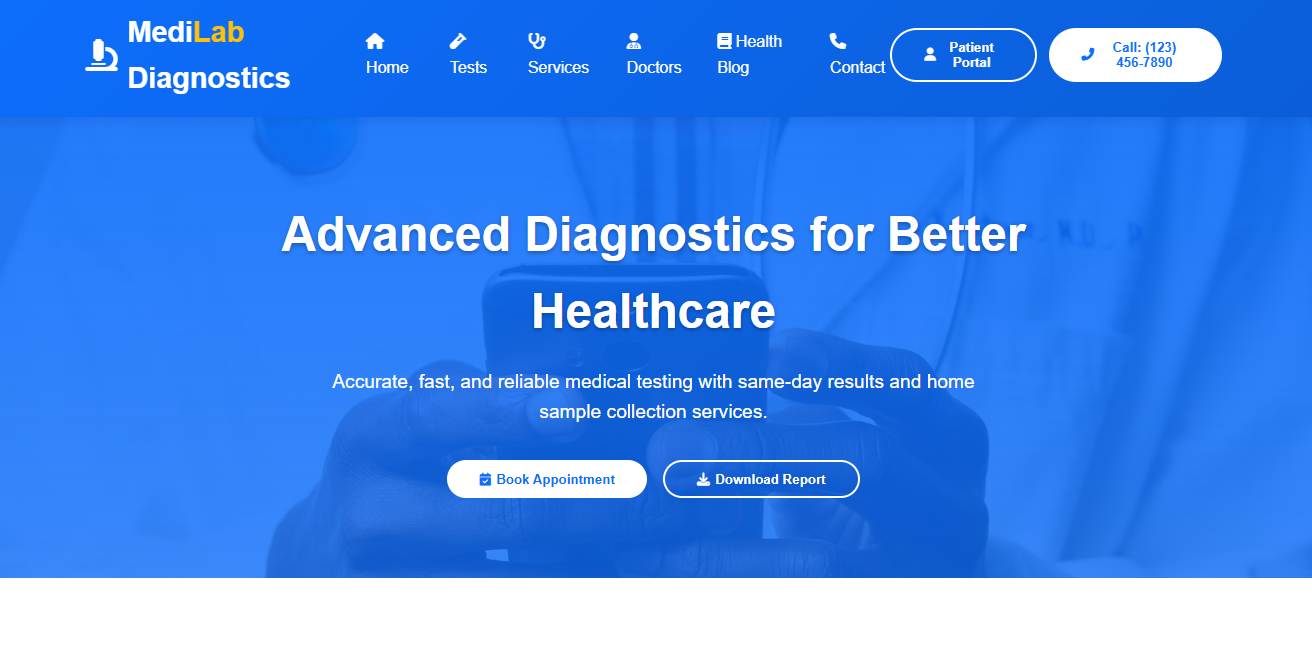 MediLab
Diagnostics
Home
Tests
Services
Doctors
Health
Blog
Contact
Patient
Portal
Call: (123)
456-7890
Advanced Diagnostics for Better
Healthcare
Accurate, fast, and reliable medical testing with same-day results and home
sample collection services.
Book Appointment
Download Report